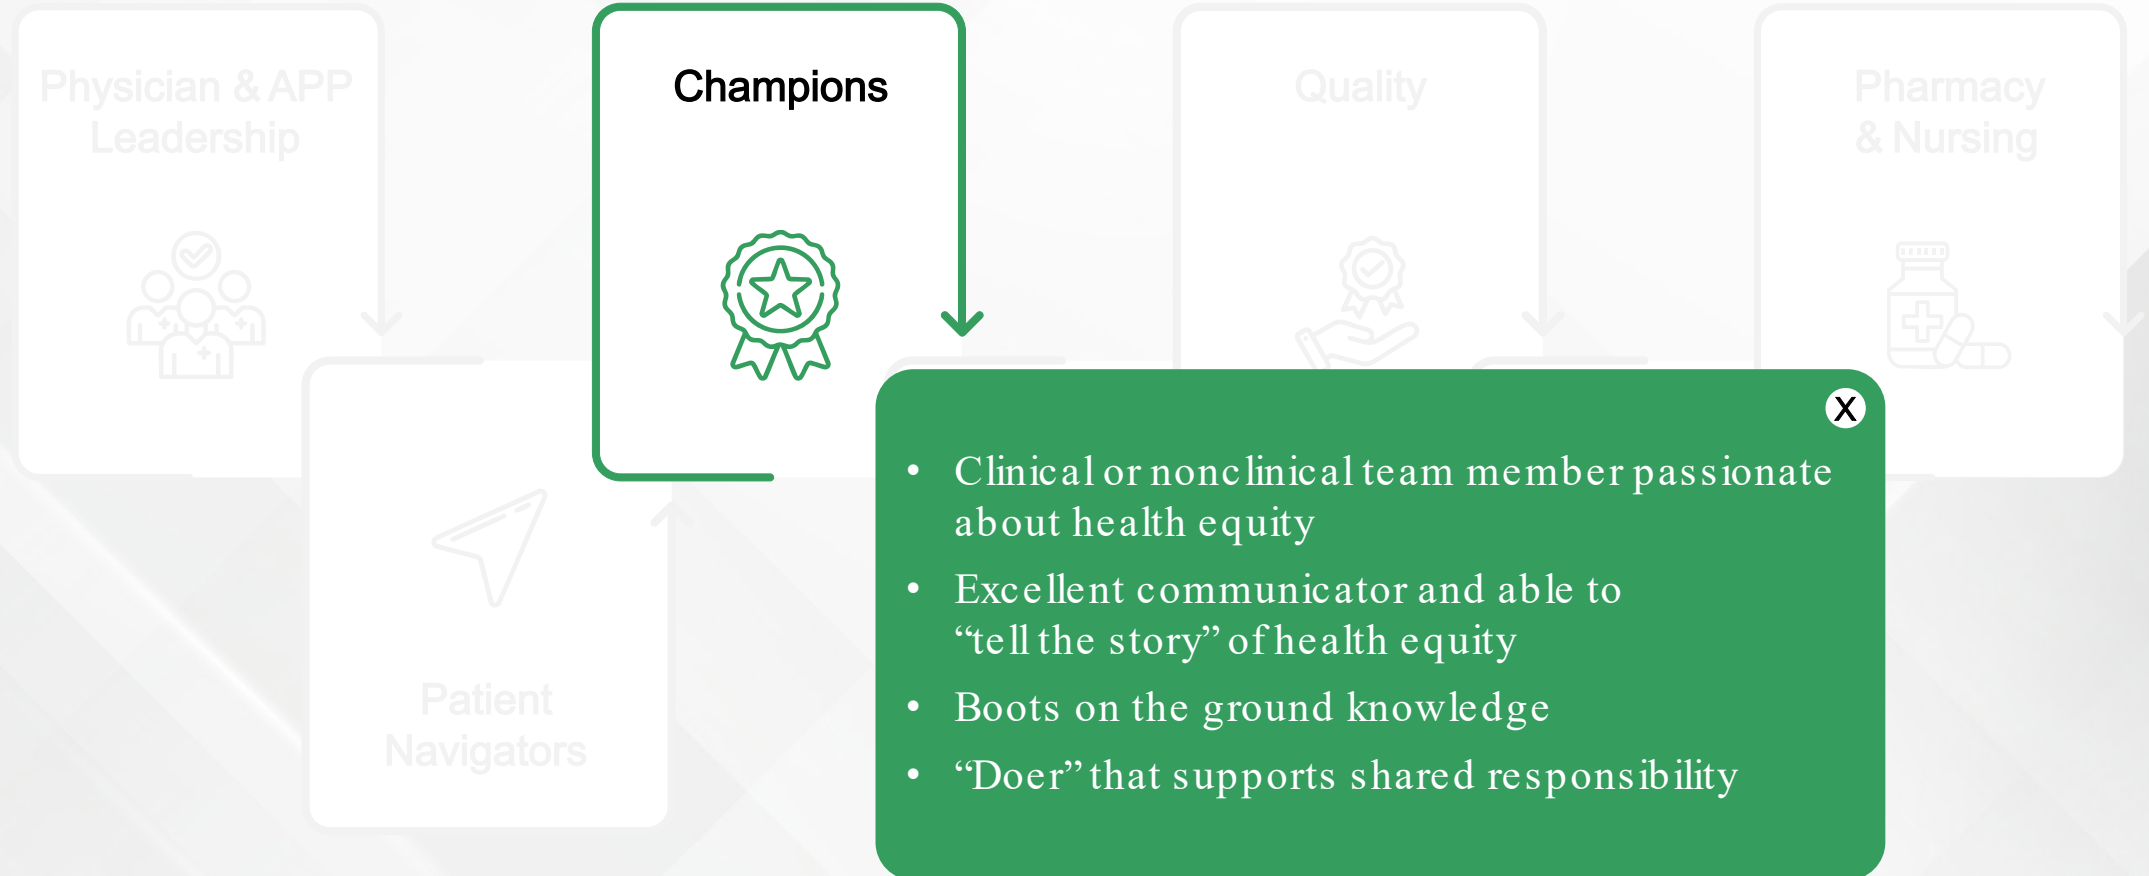 Physician & APP
Leadership
Champions
Quality
Pharmacy
& Nursing
Patient
Navigators
X
• Clinical or nonclinical team member passionate
about health equity
• Excellent communicator and able to
“tell the story” of health equity
• Boots on the ground knowledge
• “Doer” that supports shared responsibility